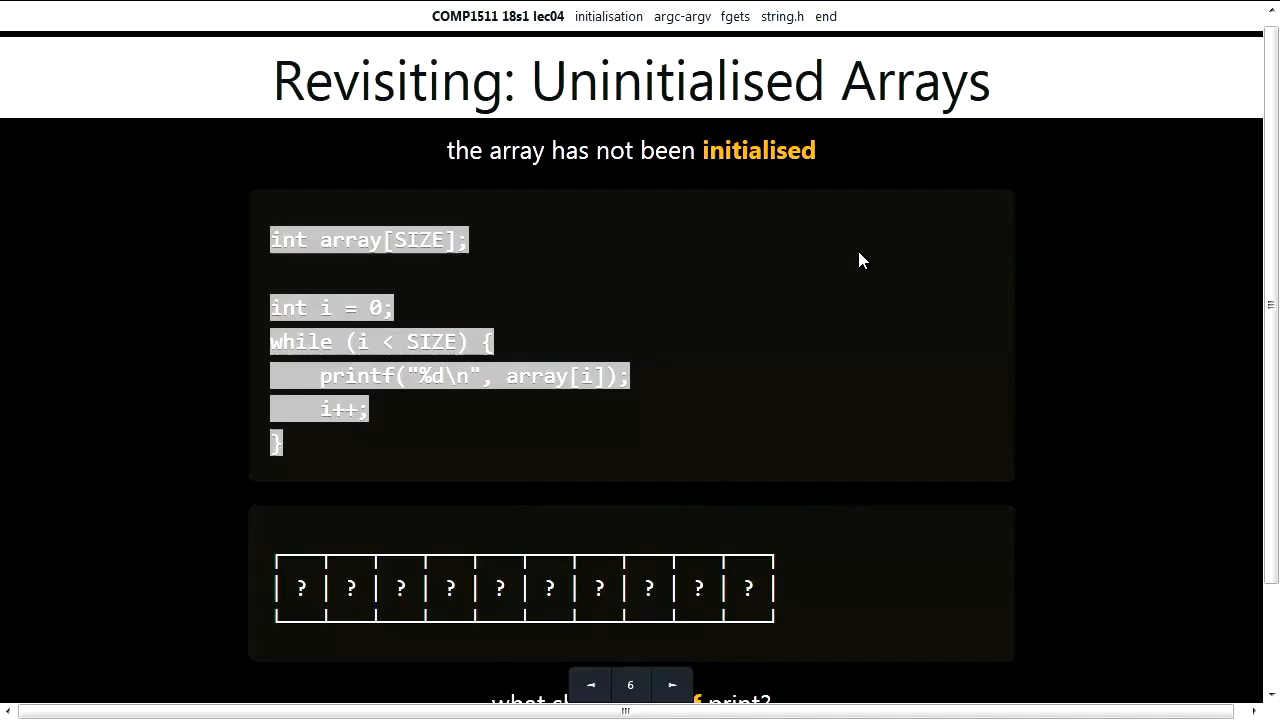 COMP1511 18s1 lec04 initialisation argc-argv fgets string.h end
Revisiting: Uninitialised Arrays
the array has not been initialised
int array[SIZE];
int i = 0;
while (i < SIZE) {
    printf("%d\n", array[i]);
    i++;
}
? ? ? ? ? ? ? ? ? ?
6
print?